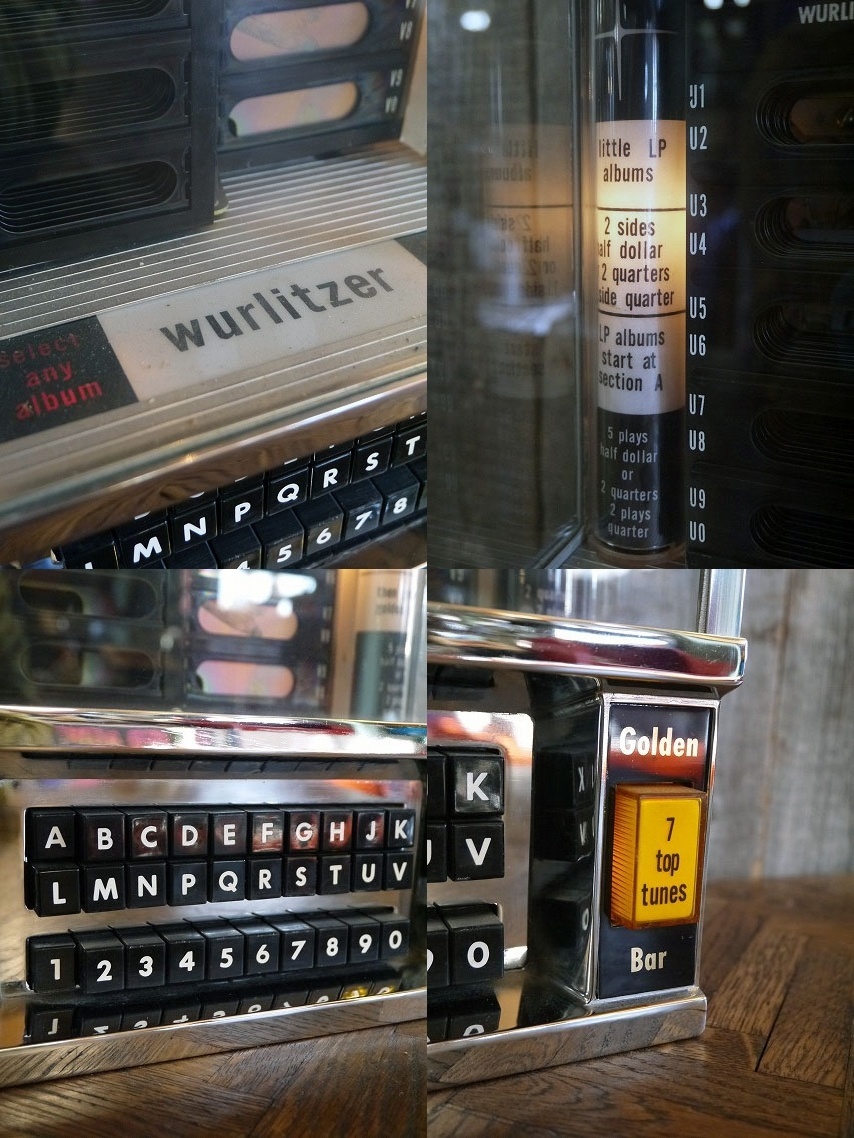 V8
V9
V0
wurlitzer
select
any
album
M N P Q R S T
5 6 7 8
U1
U2
U3
U4
U5
U6
U7
U8
U9
U0
little LP
albums
2 sides
half dollar
2 quarters
side quarter
LP albums
start at
section A
5 plays
half dollar
or
2 quarters
2 plays
quarter
A B C D E F G H J K
L M N P Q R S T U V
1 2 3 4 5 6 7 8 9 0
K
V
0
Golden
7
top
tunes
Bar